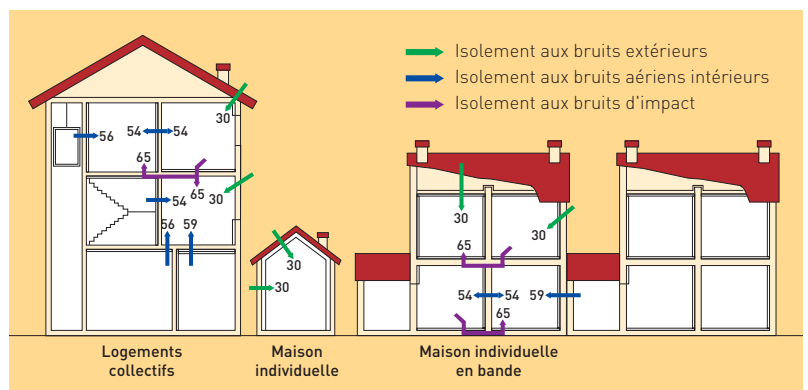 Isolement aux bruits extérieurs
Isolement aux bruits aériens intérieurs
Isolement aux bruits d'impact
30
56
54 54
65
65
54
30
56 59
30
30
30
30
65
54 54
59
65
Logements
collectifs
Maison
individuelle
Maison individuelle
en bande